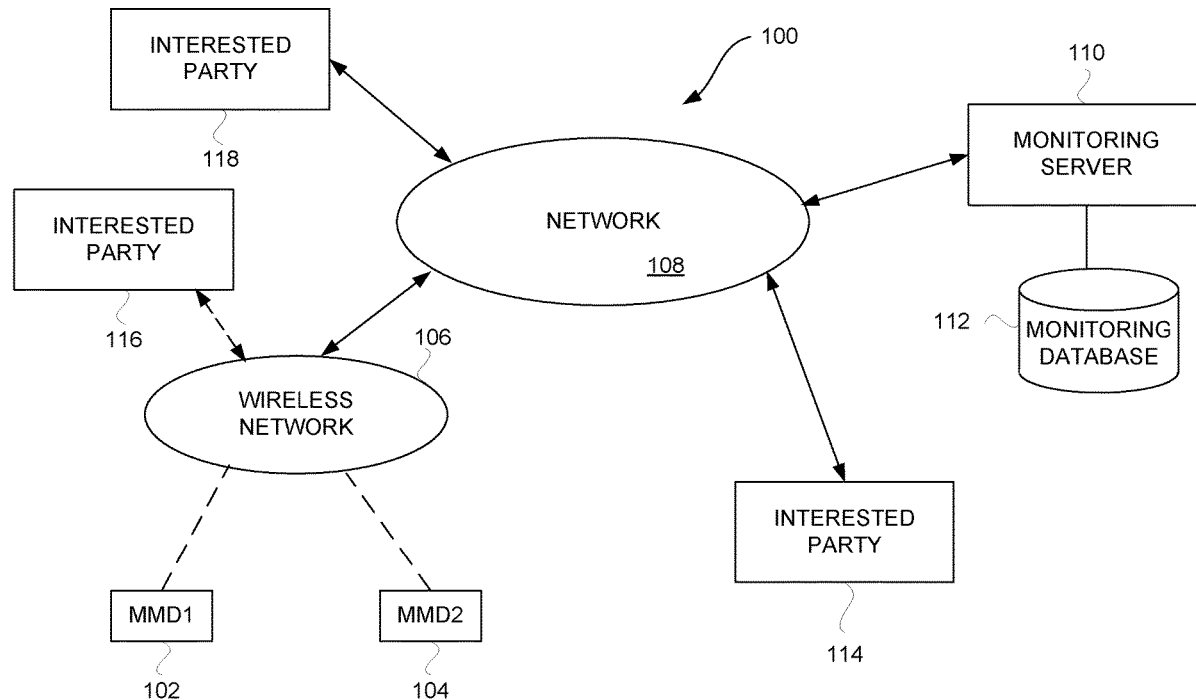 INTERESTED
PARTY
118
100
110
MONITORING
SERVER
INTERESTED
PARTY
116
NETWORK
108
112
MONITORING
DATABASE
106
WIRELESS
NETWORK
INTERESTED
PARTY
114
MMD1
102
MMD2
104